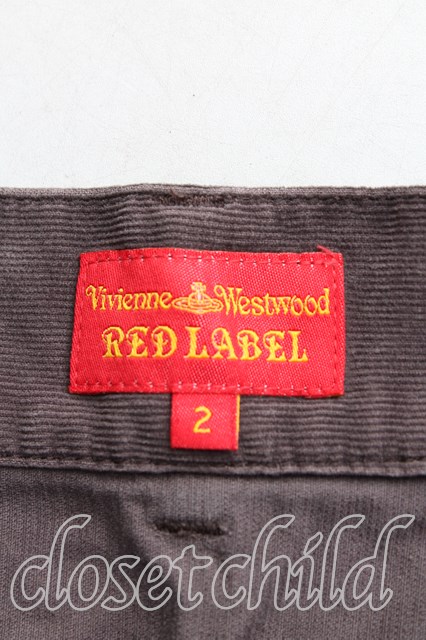 Vivienne Westwood
RED LABEL
2
closetchild